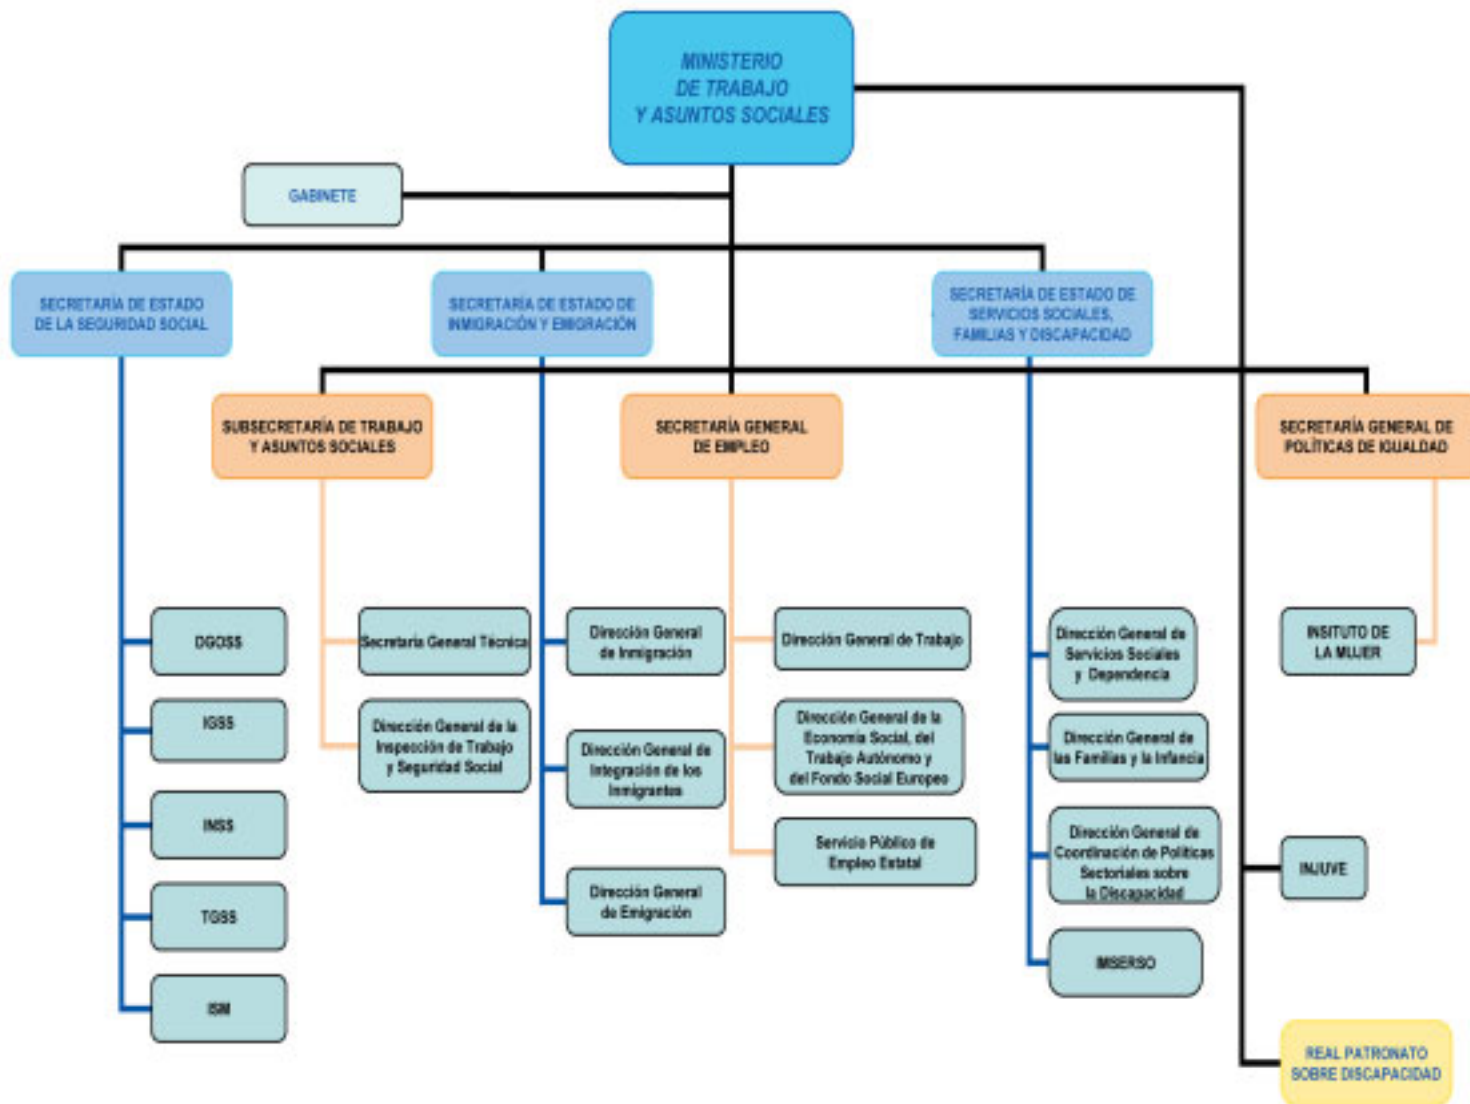 MINISTERIO
DE TRABAJO
Y ASUNTOS SOCIALES
GABINETE
SECRETARÍA DE ESTADO
DE LA SEGURIDAD SOCIAL
SECRETARÍA DE ESTADO DE
INMIGRACIÓN Y EMIGRACIÓN
SECRETARÍA DE ESTADO DE
SERVICIOS SOCIALES,
FAMILIAS Y DISCAPACIDAD
SUBSECRETARÍA DE TRABAJO
Y ASUNTOS SOCIALES
SECRETARÍA GENERAL
DE EMPLEO
SECRETARÍA GENERAL DE
POLÍTICAS DE IGUALDAD
DGOSS
IGSS
INSS
TGSS
ISM
Secretaría General Técnica
Dirección General de la
Inspección de Trabajo
y Seguridad Social
Dirección General
de Inmigración
Dirección General de
Integración de los
Inmigrantes
Dirección General
de Emigración
Dirección General de Trabajo
Dirección General de la
Economía Social, del
Trabajo Autónomo y
del Fondo Social Europeo
Servicio Público de
Empleo Estatal
Dirección General de
Servicios Sociales
y Dependencia
Dirección General de
las Familias y la Infancia
Dirección General de
Coordinación de Políticas
Sectoriales sobre
la Discapacidad
IMSERSO
INSITUTO DE
LA MUJER
INJUVE
REAL PATRONATO
SOBRE DISCAPACIDAD